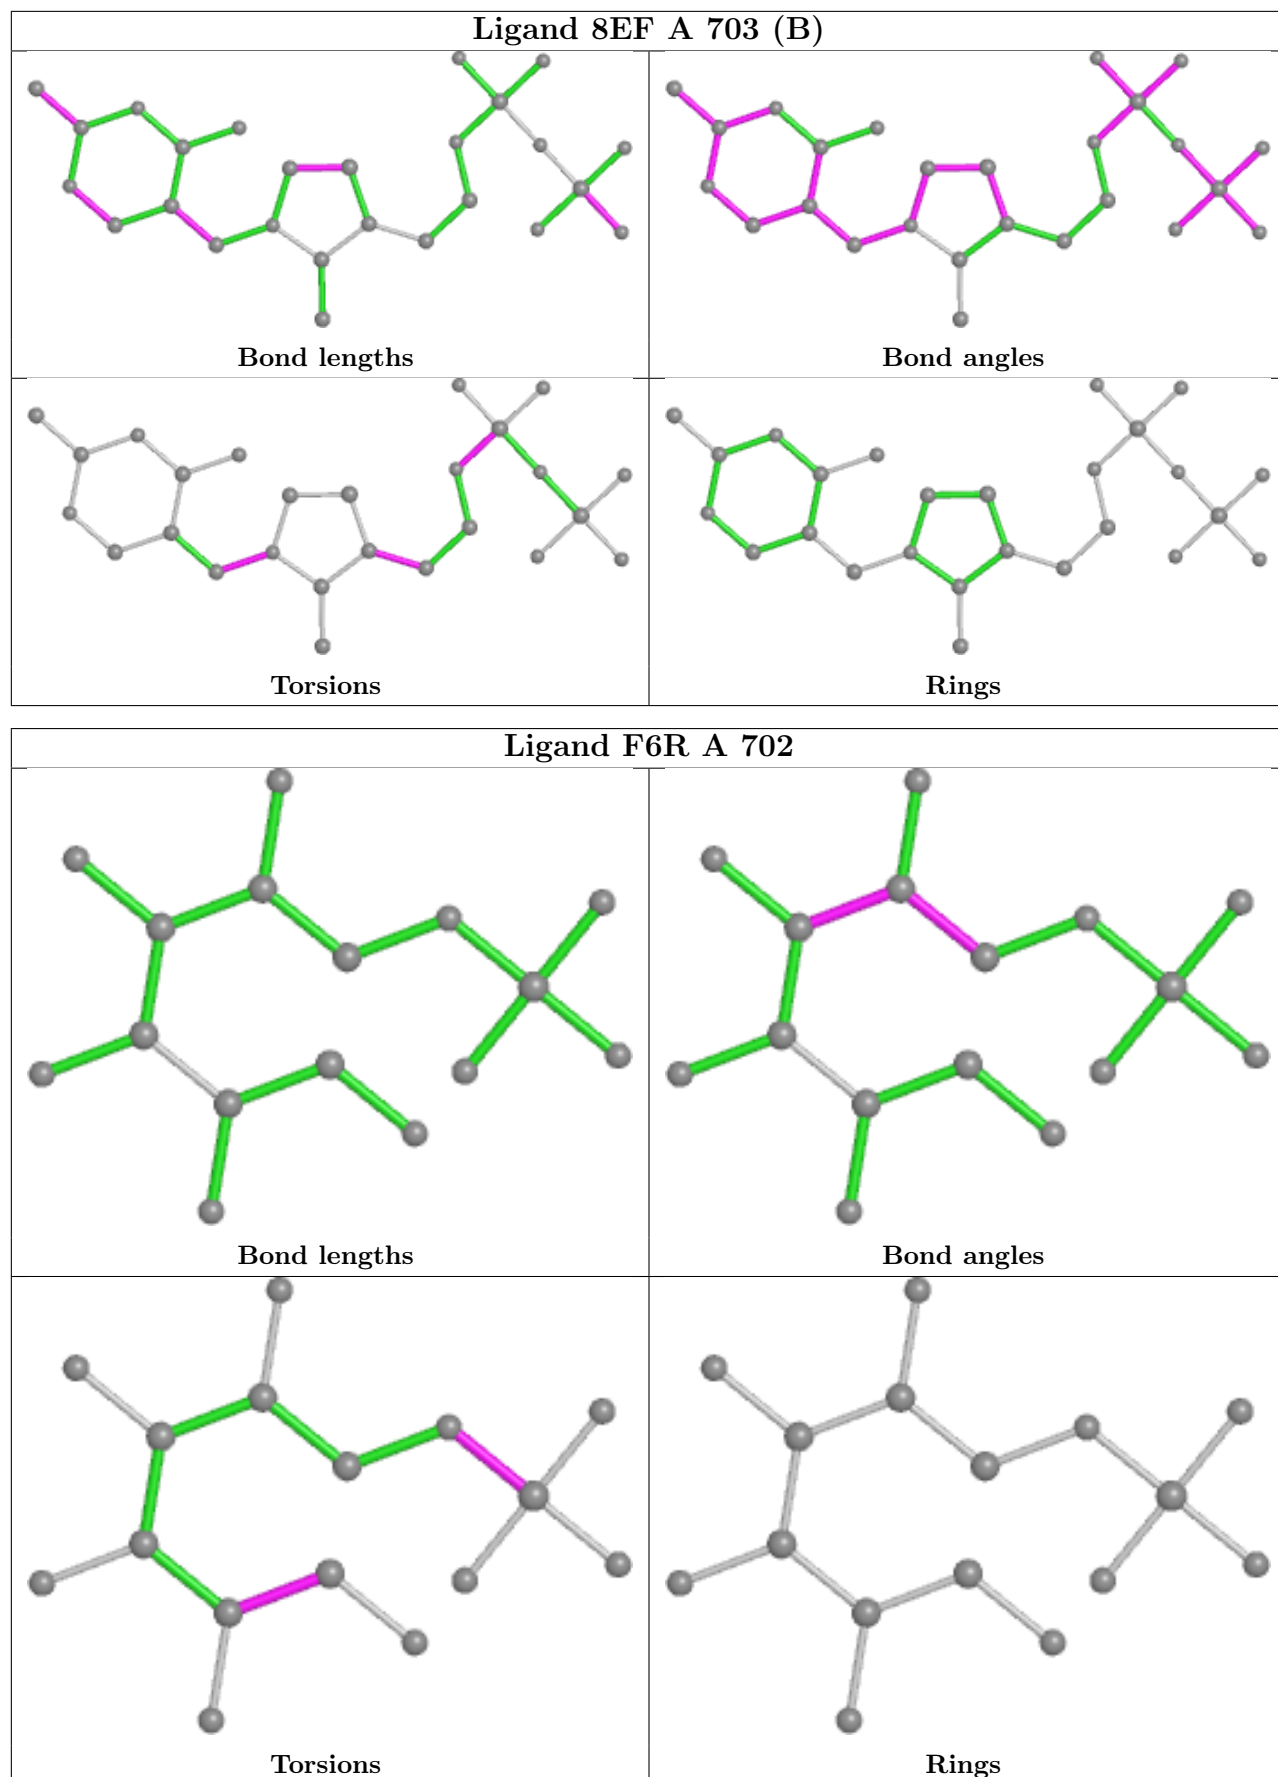 Ligand 8EF A 703 (B)
Bond lengths
Bond angles
Torsions
Rings
Ligand F6R A 702
Bond lengths
Bond angles
Torsions
Rings